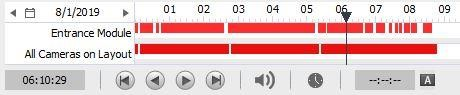 8/1/2019 01 02 03 04 05 06 07 08 09
Entrance Module
All Cameras on Layout
06:10:29 --:--:-- A